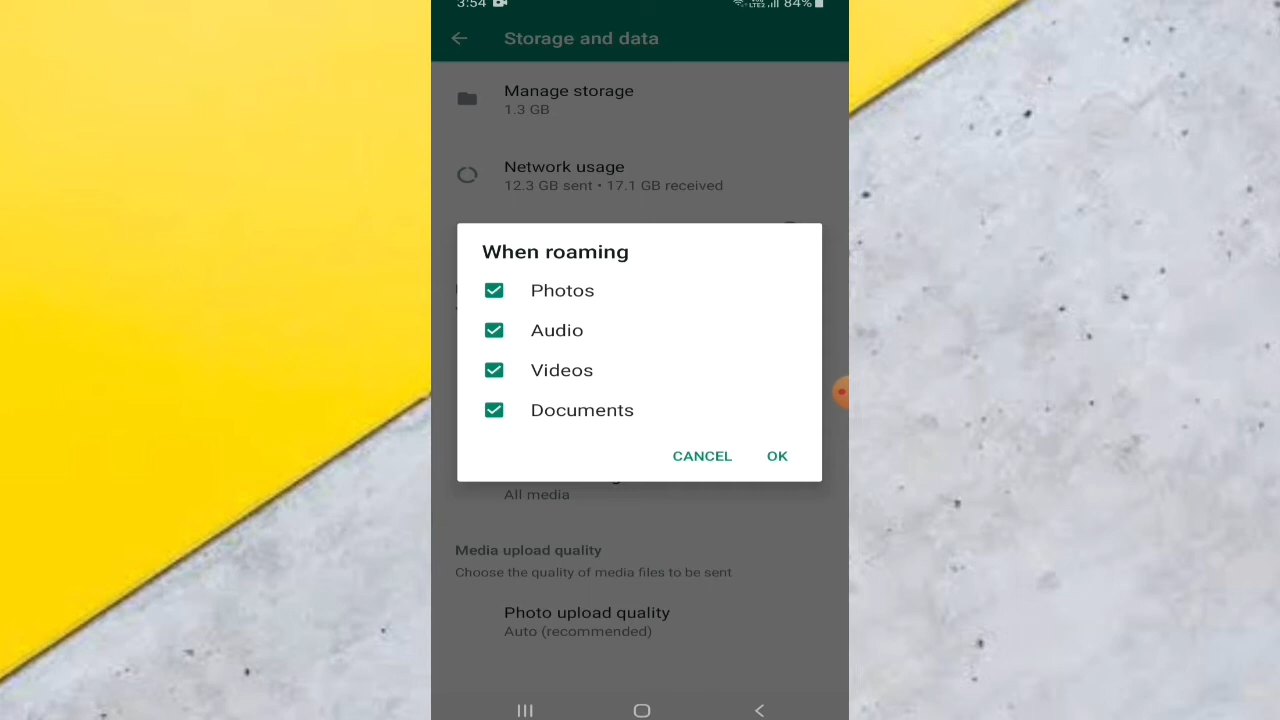 3:54 84%
Storage and data
Manage storage
1.3 GB
Network usage
12.3 GB sent • 17.1 GB received
When roaming
Photos
Audio
Videos
Documents
CANCEL OK
All media
Media upload quality
Choose the quality of media files to be sent
Photo upload quality
Auto (recommended)